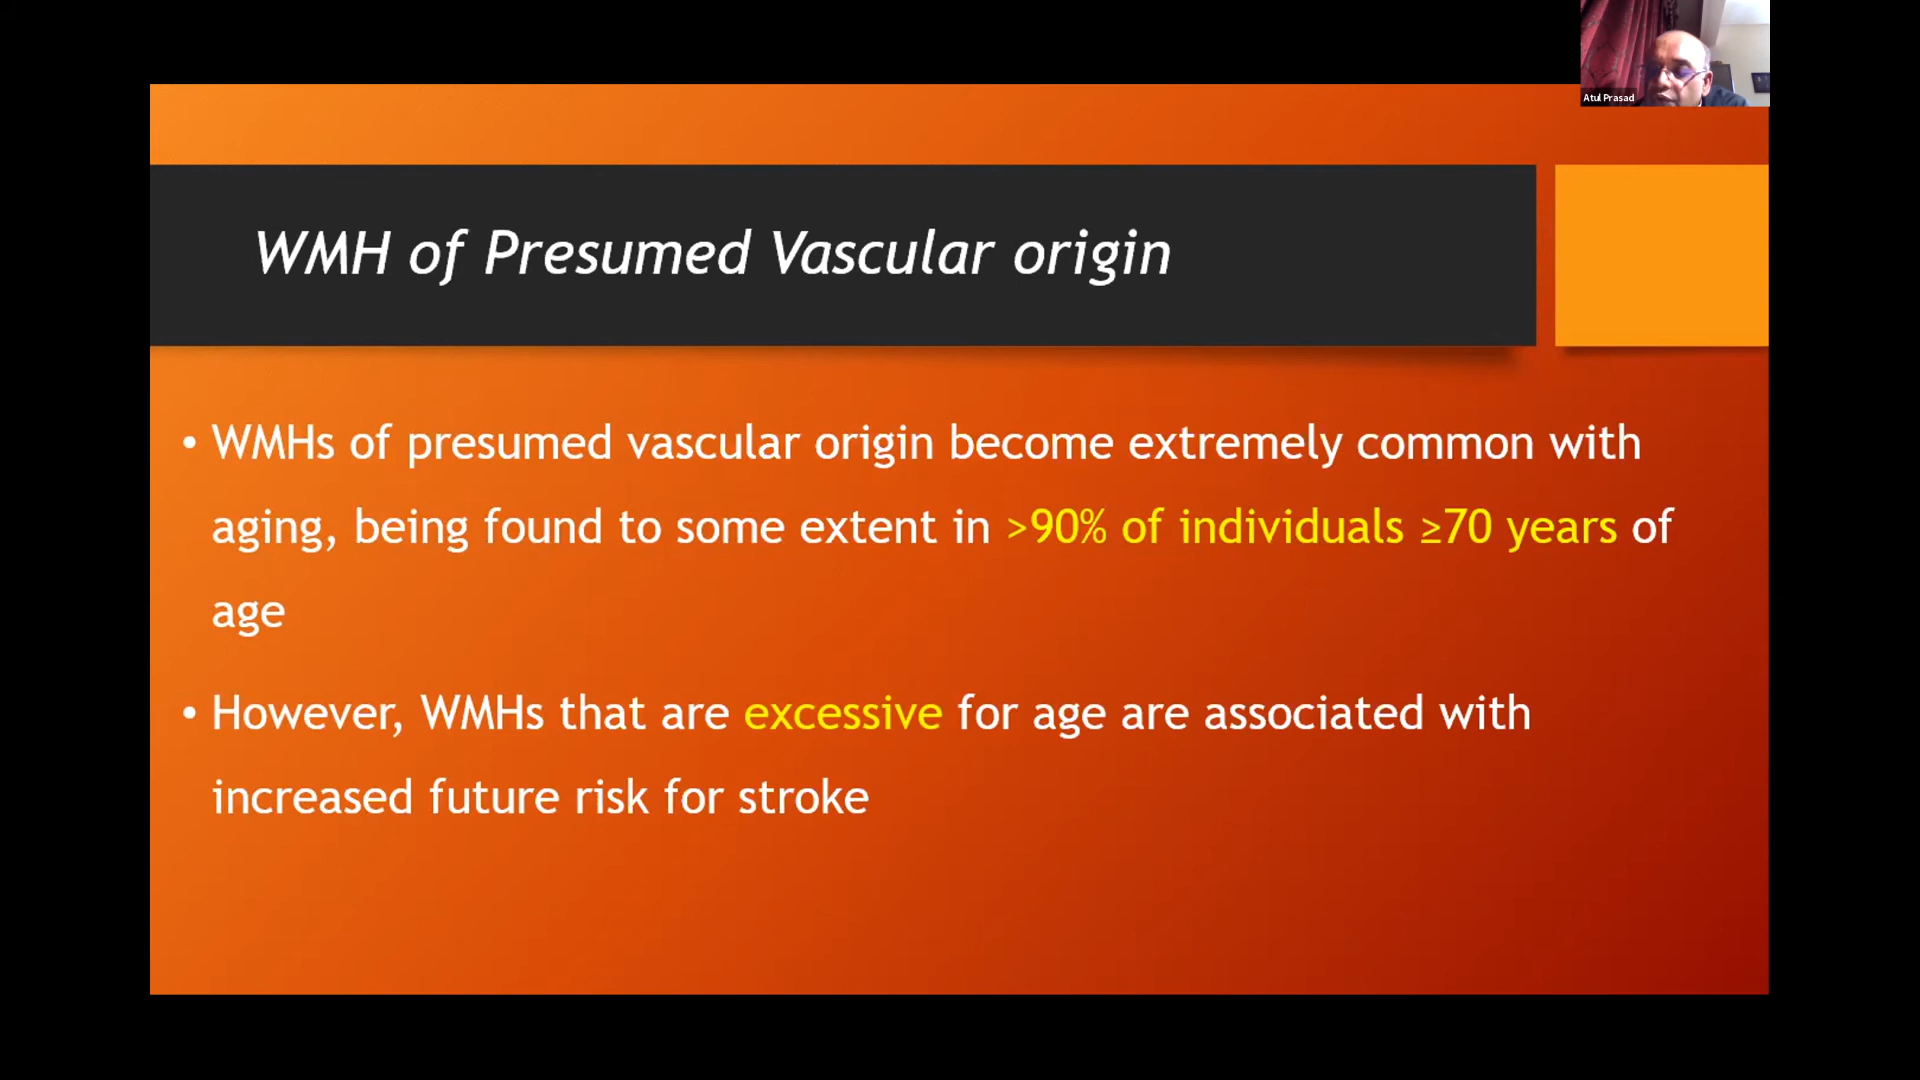 Atul Prasad
WMH of Presumed Vascular origin
• WMHs of presumed vascular origin become extremely common with
aging, being found to some extent in >90% of individuals ≥70 years of
age
• However, WMHs that are excessive for age are associated with
increased future risk for stroke